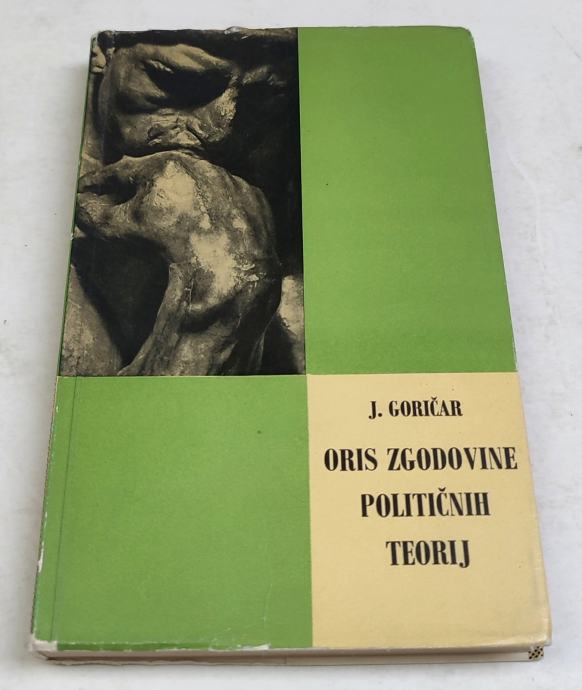 J. GORIČAR
ORIS ZGODOVINE
POLITIČNIH
TEORIJ